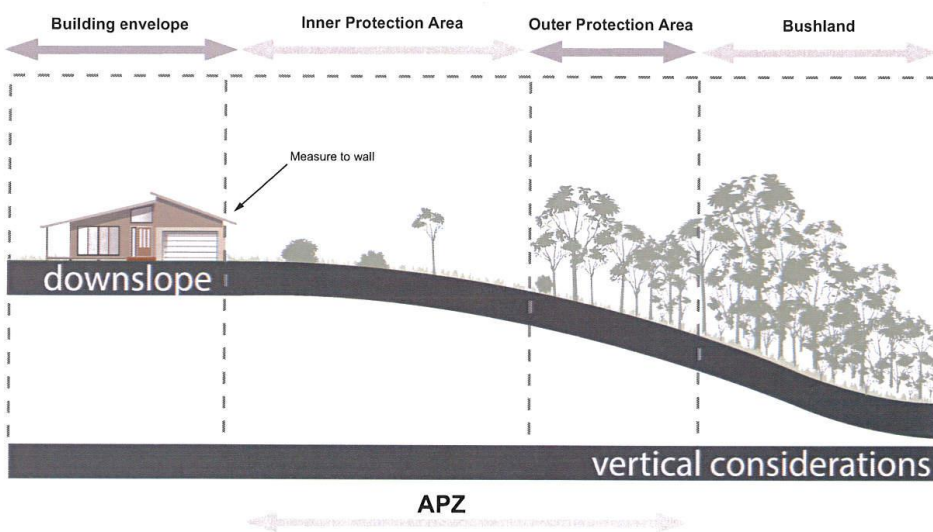 Building envelope
Inner Protection Area
Outer Protection Area
Bushland
Measure to wall
downslope
vertical considerations
APZ